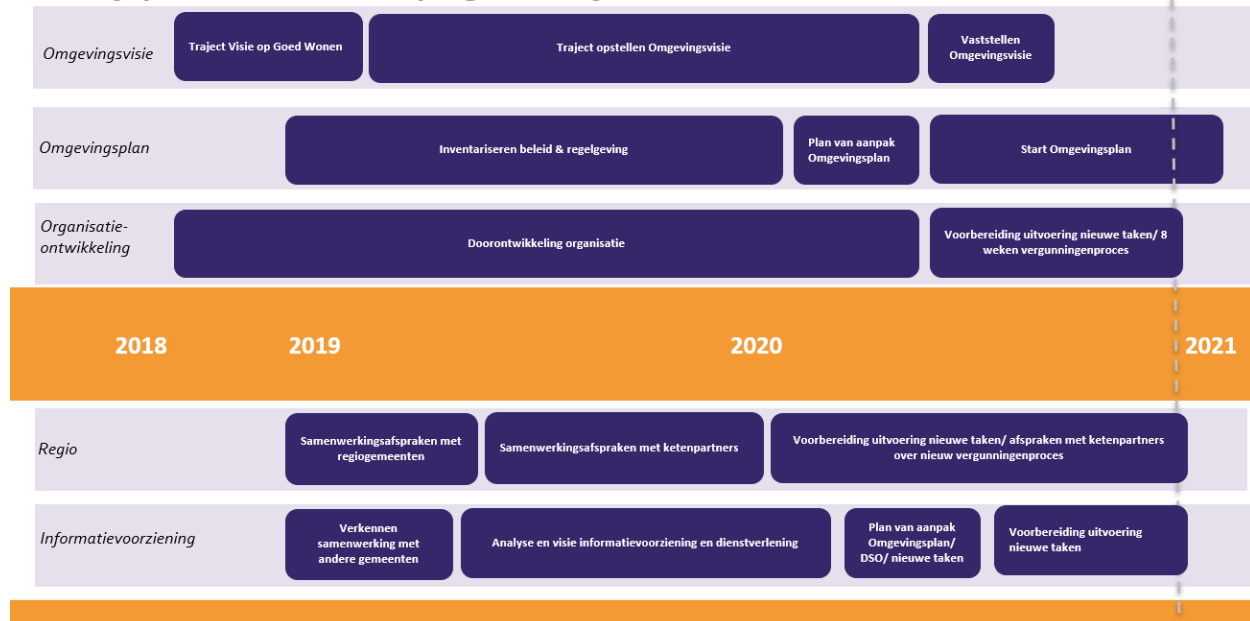 Omgevingsvisie
Traject Visie op Goed Wonen
Traject opstellen Omgevingsvisie
Vaststellen
Omgevingsvisie
Omgevingsplan
Inventariseren beleid & regelgeving
Plan van aanpak
Omgevingsplan
Start Omgevingsplan
Organisatie-
ontwikkeling
Doorontwikkeling organisatie
Voorbereiding uitvoering nieuwe taken/ 8
weken vergunningenproces
2018
2019
2020
2021
Regio
Samenwerkingsafspraken met
regiogemeenten
Samenwerkingsafspraken met ketenpartners
Voorbereiding uitvoering nieuwe taken/ afspraken met ketenpartners
over nieuw vergunningenproces
Informatievoorziening
Verkennen
samenwerking met
andere gemeenten
Analyse en visie informatievoorziening en dienstverlening
Plan van aanpak
Omgevingsplan/
DSO/ nieuwe taken
Voorbereiding uitvoering
nieuwe taken